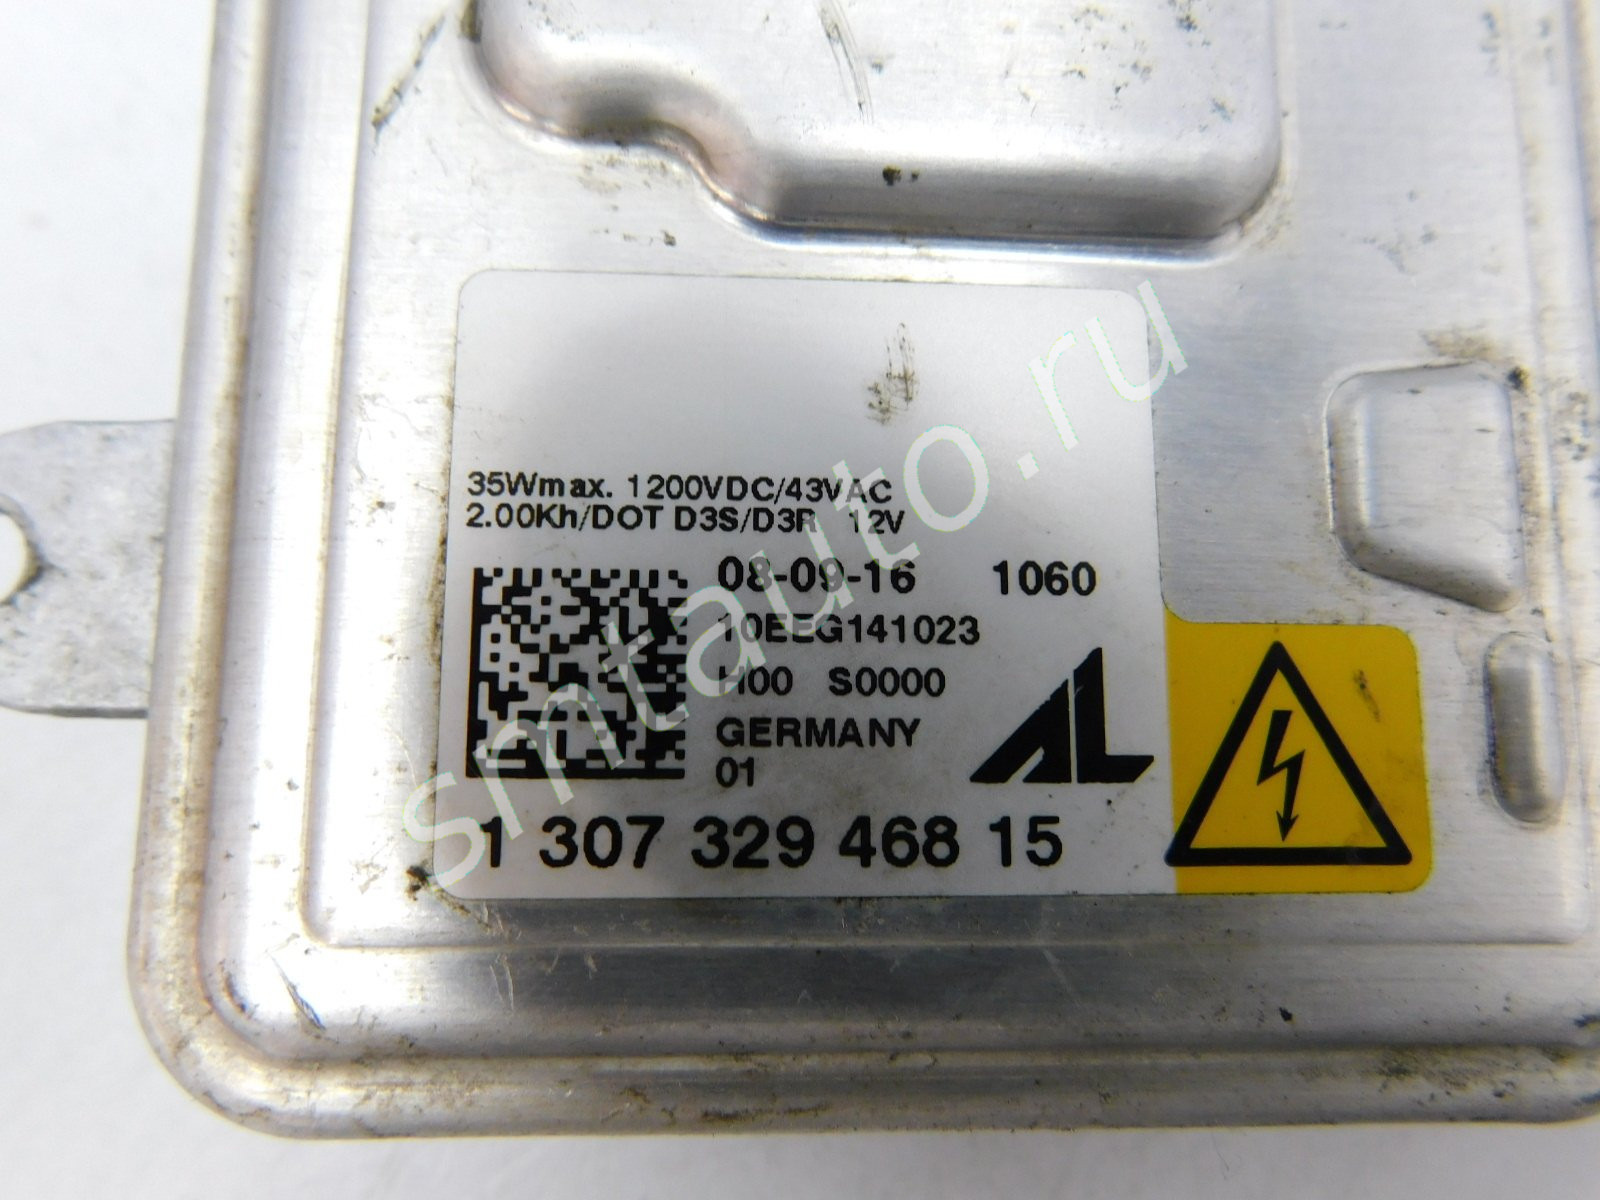 35Wmax. 1200VDC/43VAC
2.00Kh/DOT D3S/D3R 12V
08-09-16 1060
10EEG141023
H00 S0000
GERMANY
01
AL
1 307 329 468 15
smtauto.ru